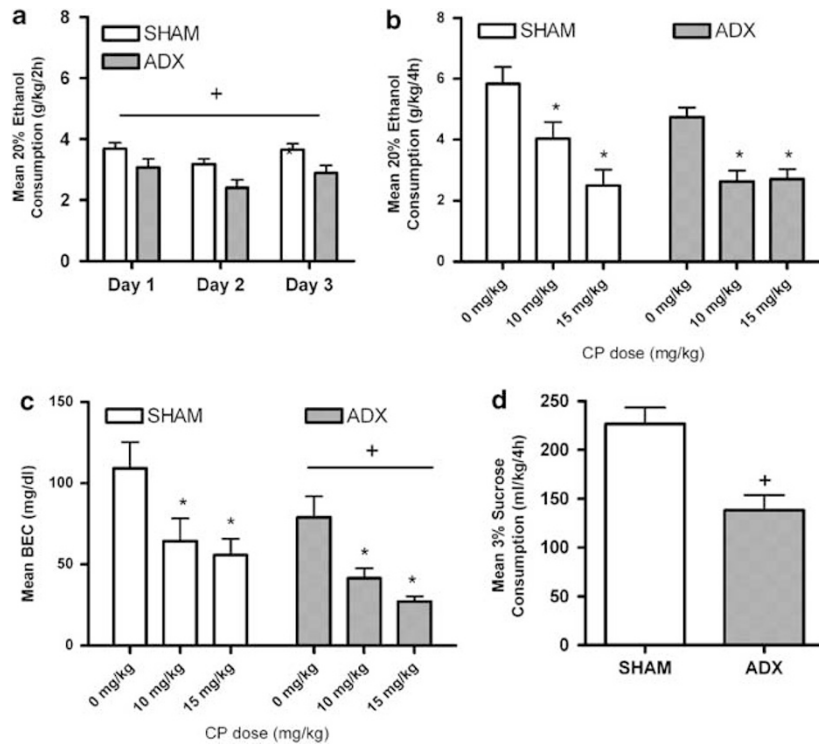 a
SHAM
ADX
Mean 20% Ethanol
Consumption (g/kg/2h)
8
6
4
2
0
+
*
Day 1
Day 2
Day 3
b
SHAM
ADX
Mean 20% Ethanol
Consumption (g/kg/4h)
8
6
4
2
0
*
*
*
*
0 mg/kg
10 mg/kg
15 mg/kg
0 mg/kg
10 mg/kg
15 mg/kg
CP dose (mg/kg)
c
SHAM
ADX
Mean BEC (mg/dl)
150
100
50
0
*
*
+
*
*
0 mg/kg
10 mg/kg
15 mg/kg
0 mg/kg
10 mg/kg
15 mg/kg
CP dose (mg/kg)
d
Mean 3% Sucrose
Consumption (ml/kg/4h)
250
200
150
100
50
0
+
SHAM
ADX